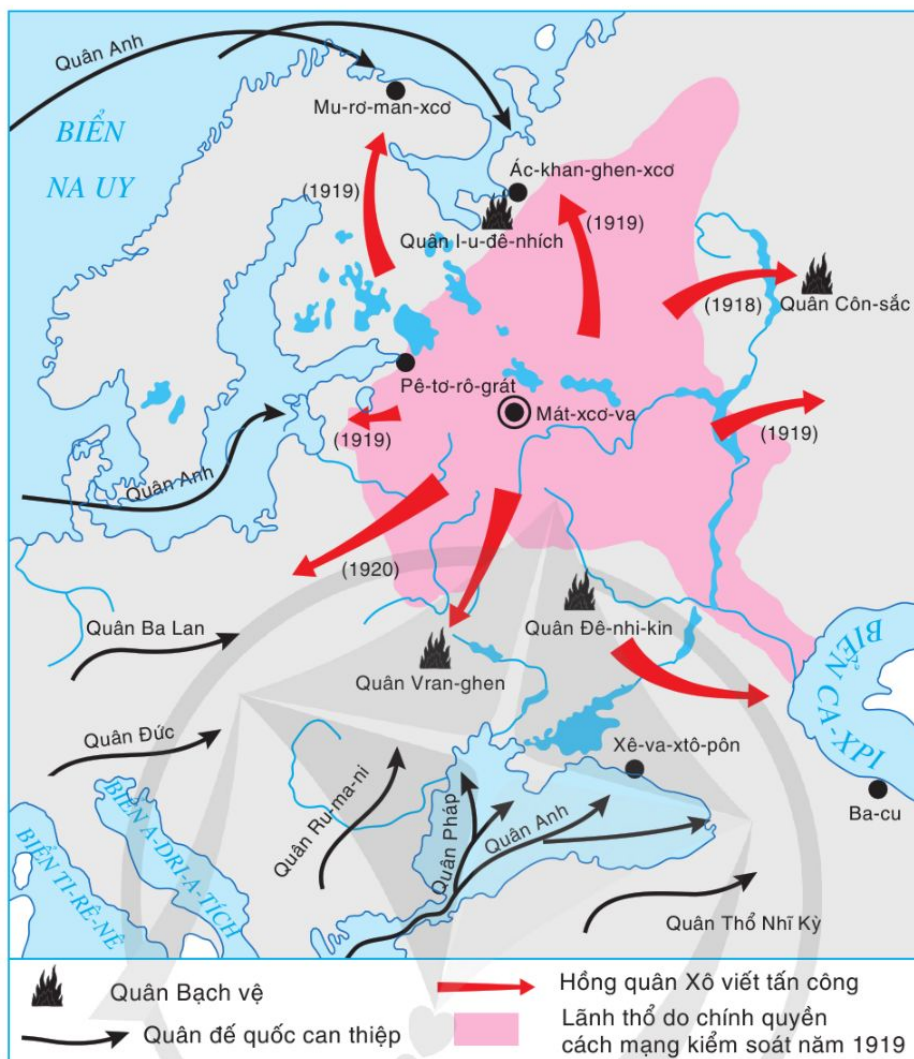 Quân Anh
Mu-rơ-man-xcơ
BIỂN
NA UY
Ác-khan-ghen-xcơ
(1919)
Quân I-u-đê-nhích
(1919)
(1918)
Quân Côn-sắc
Pê-tơ-rô-grát
Mát-xcơ-va
(1919)
(1919)
Quân Anh
(1920)
Quân Ba Lan
Quân Đê-nhi-kin
Quân Vran-ghen
BIỂN CA-XPI
Quân Đức
Xê-va-xtô-pôn
Ba-cu
Quân Ru-ma-ni
Quân Pháp
Quân Anh
BIỂN A-DRI-A-TÍCH
BIỂN TI-RÊ-NÊ
Quân Thổ Nhĩ Kỳ
Quân Bạch vệ
Hồng quân Xô viết tấn công
Quân đế quốc can thiệp
Lãnh thổ do chính quyền
cách mạng kiểm soát năm 1919